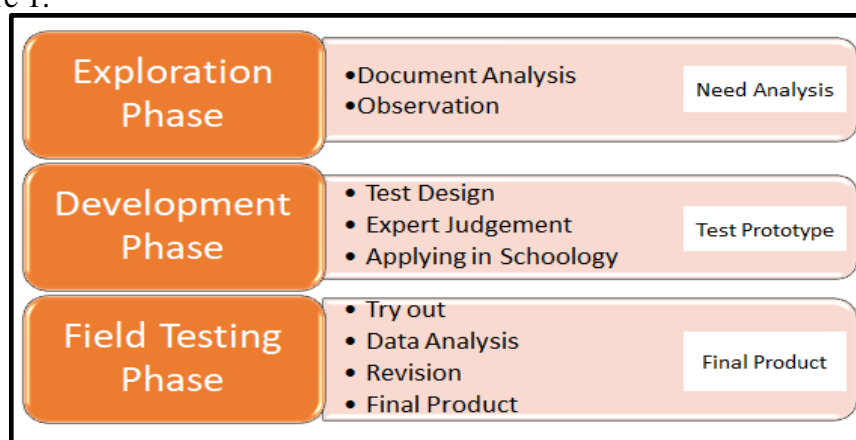 Exploration
Phase
•Document Analysis
•Observation
Need Analysis
Development
Phase
• Test Design
• Expert Judgement
• Applying in Schoology
Test Prototype
Field Testing
Phase
• Try out
• Data Analysis
• Revision
• Final Product
Final Product